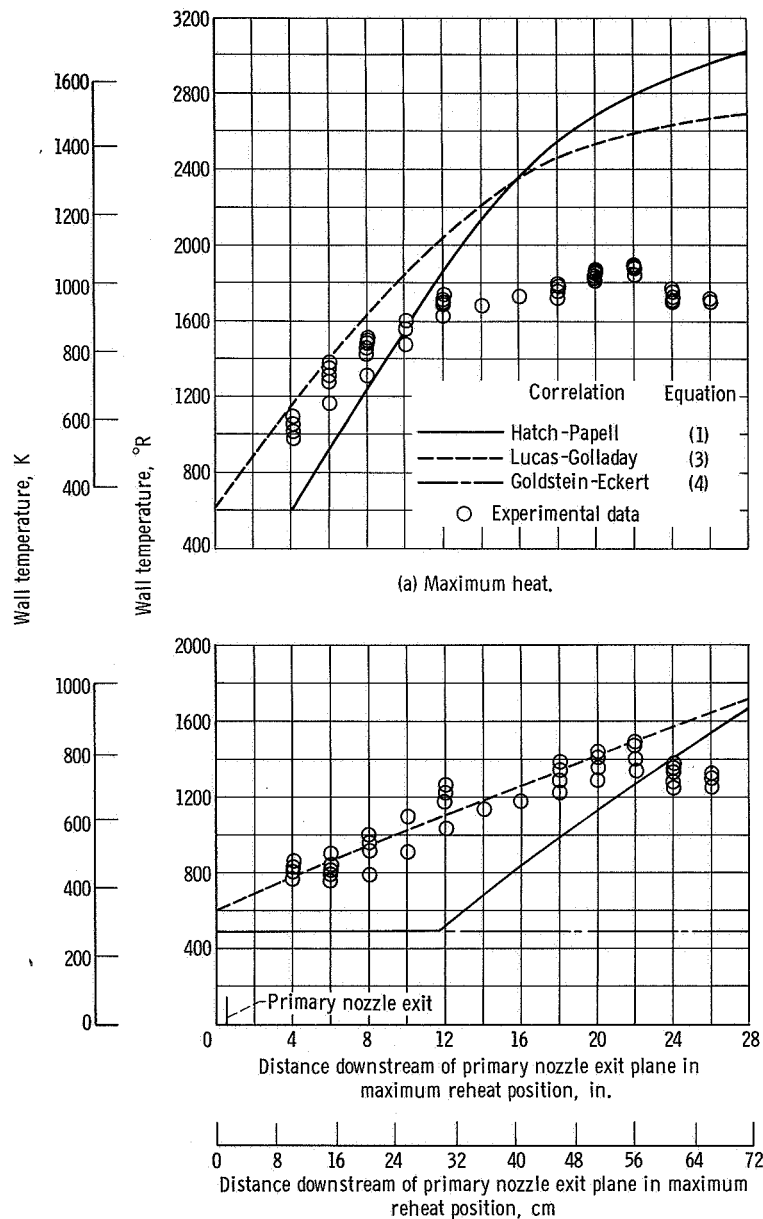 3200
2800
2400
2000
1600
1200
800
400
1600
1400
1200
1000
800
600
400
Wall temperature, K
Wall temperature, °R
Correlation Equation
Hatch-Papell (1)
Lucas-Golladay (3)
Goldstein-Eckert (4)
Experimental data
(a) Maximum heat.
2000
1600
1200
800
400
1000
800
600
400
200
0
Primary nozzle exit
0 4 8 12 16 20 24 28
Distance downstream of primary nozzle exit plane in
maximum reheat position, in.
0 8 16 24 32 40 48 56 64 72
Distance downstream of primary nozzle exit plane in maximum
reheat position, cm